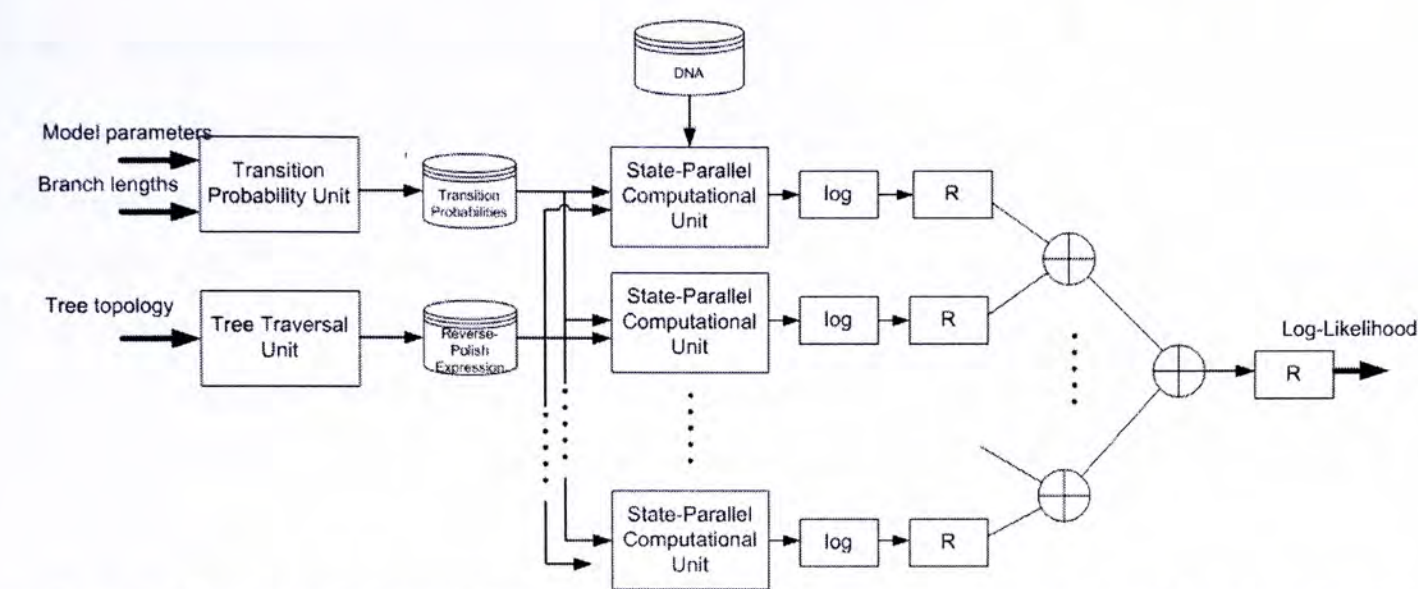 DNA
Model parameters
Branch lengths
Transition
Probability Unit
Transition
Probabilities
State-Parallel
Computational
Unit
log
R
Tree topology
Tree Traversal
Unit
Reverse-
Polish
Expression
State-Parallel
Computational
Unit
log
R
Log-Likelihood
R
State-Parallel
Computational
Unit
log
R